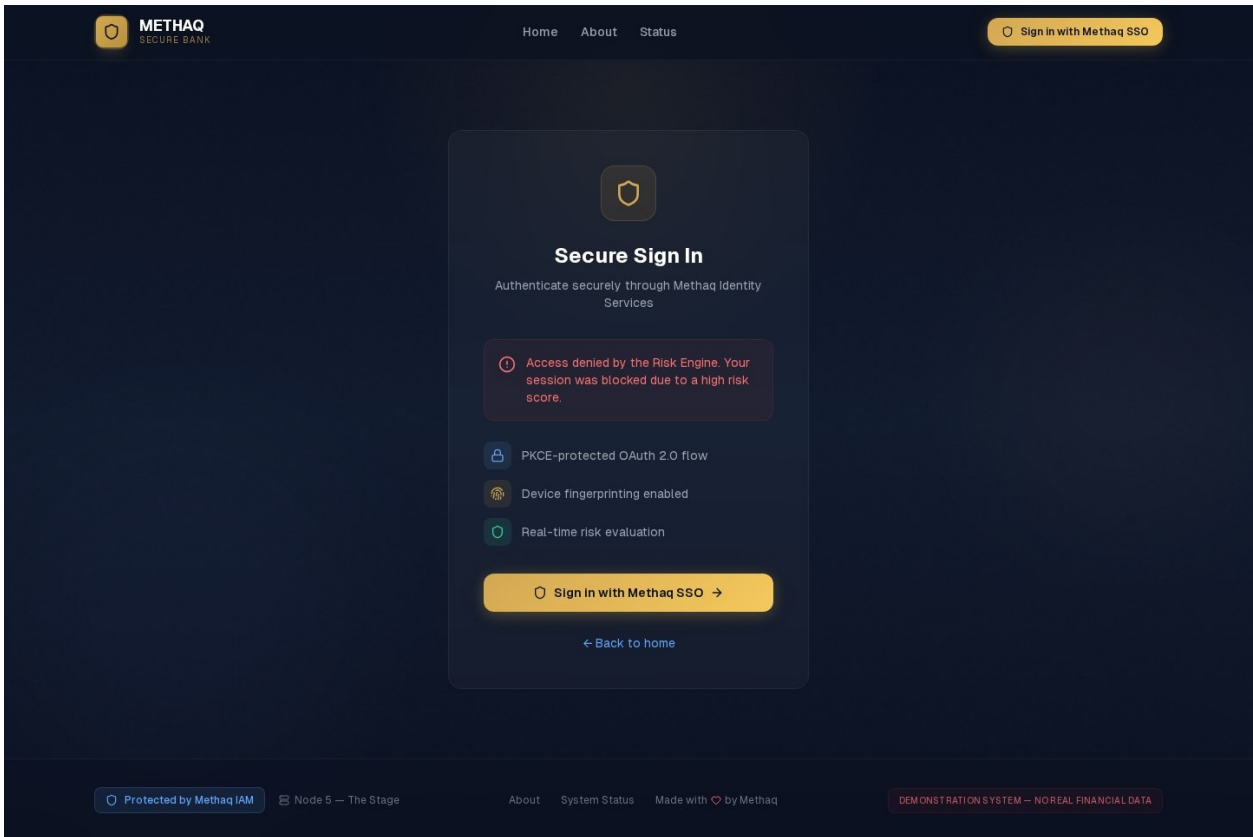 METHAQ
SECURE BANK
Home
About
Status
Sign in with Methaq SSO
Secure Sign In
Authenticate securely through Methaq Identity
Services
Access denied by the Risk Engine. Your
session was blocked due to a high risk
score.
PKCE-protected OAuth 2.0 flow
Device fingerprinting enabled
Real-time risk evaluation
Sign in with Methaq SSO →
← Back to home
Protected by Methaq IAM
Node 5 — The Stage
About
System Status
Made with ♡ by Methaq
DEMONSTRATION SYSTEM — NO REAL FINANCIAL DATA